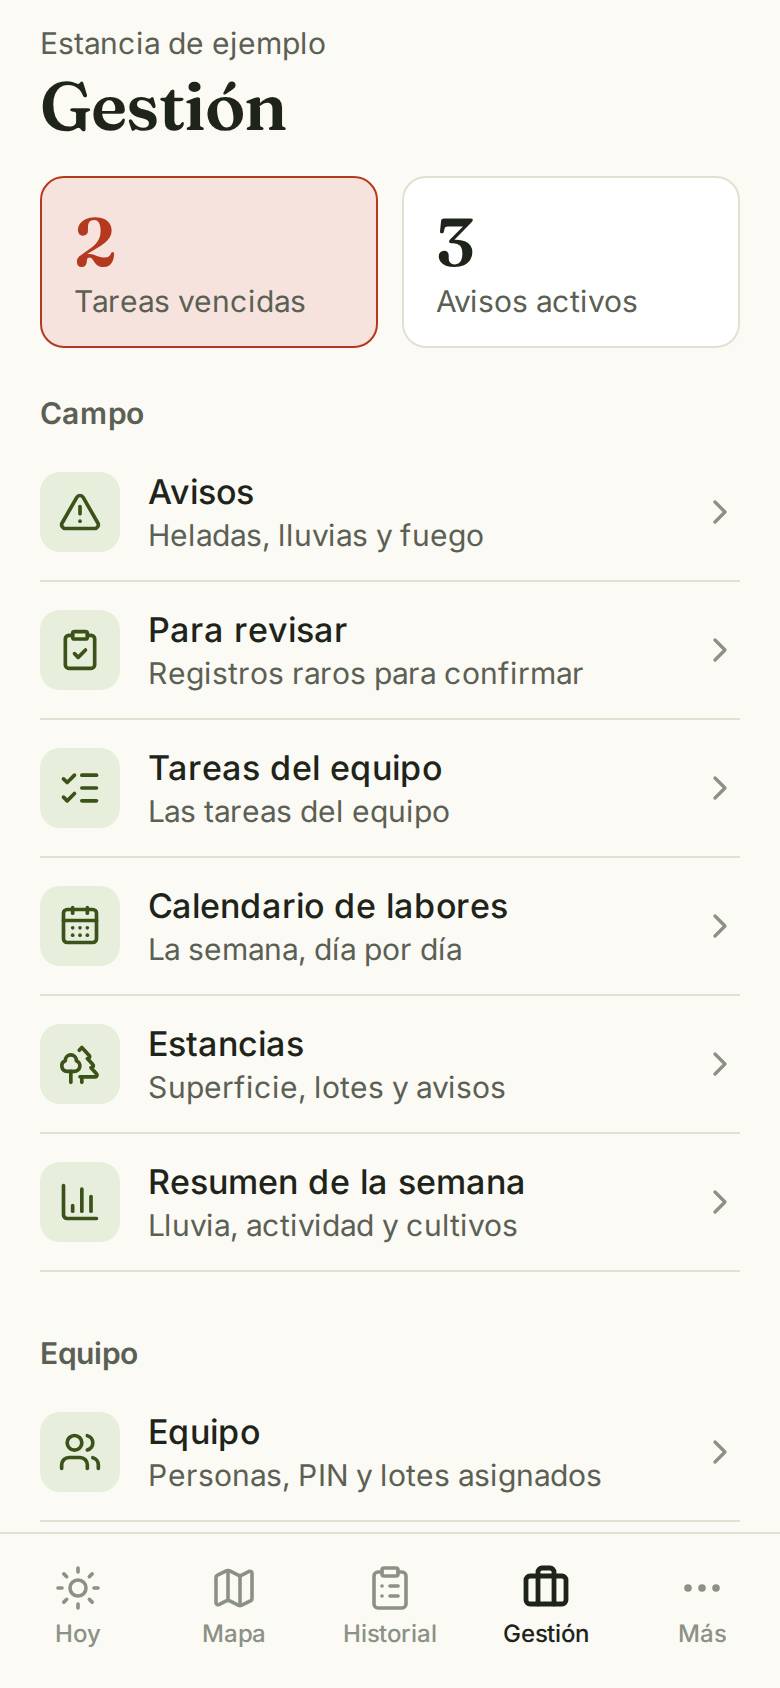 Estancia de ejemplo
Gestión
2
Tareas vencidas
3
Avisos activos
Campo
Avisos
Heladas, lluvias y fuego
Para revisar
Registros raros para confirmar
Tareas del equipo
Las tareas del equipo
Calendario de labores
La semana, día por día
Estancias
Superficie, lotes y avisos
Resumen de la semana
Lluvia, actividad y cultivos
Equipo
Equipo
Personas, PIN y lotes asignados
Hoy
Mapa
Historial
Gestión
Más